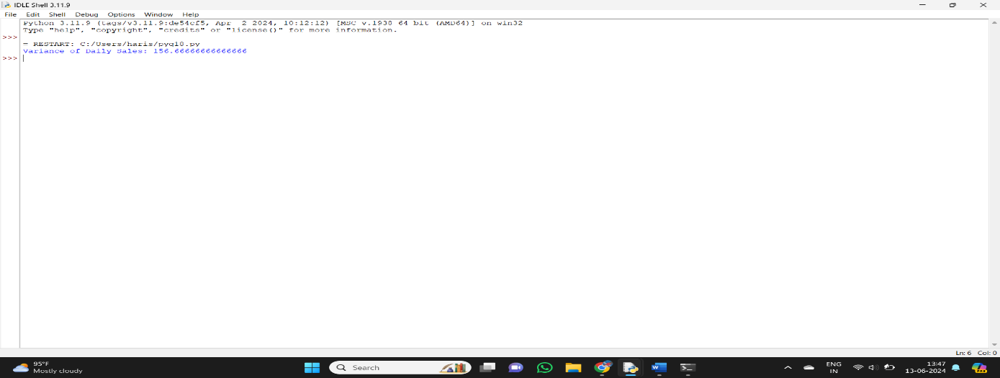 IDLE Shell 3.11.9
File Edit Shell Debug Options Window Help
Python 3.11.9 (tags/v3.11.9:de54cf5, Apr  2 2024, 10:12:12) [MSC v.1938 64 bit (AMD64)] on win32
Type "help", "copyright", "credits" or "license()" for more information.
>>>
= RESTART: C:/Users/haris/pyq18.py
Variance of Daily Sales: 156.66666666666666
>>>
Ln: 6 Col: 0
95°F
Mostly cloudy
Search
ENG
IN
13:47
13-06-2024